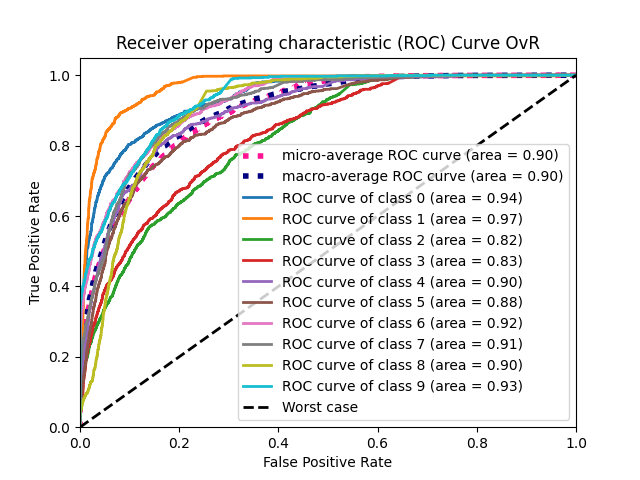 Receiver operating characteristic (ROC) Curve OvR
True Positive Rate
1.0
0.8
0.6
0.4
0.2
0.0
micro-average ROC curve (area = 0.90)
macro-average ROC curve (area = 0.90)
ROC curve of class 0 (area = 0.94)
ROC curve of class 1 (area = 0.97)
ROC curve of class 2 (area = 0.82)
ROC curve of class 3 (area = 0.83)
ROC curve of class 4 (area = 0.90)
ROC curve of class 5 (area = 0.88)
ROC curve of class 6 (area = 0.92)
ROC curve of class 7 (area = 0.91)
ROC curve of class 8 (area = 0.90)
ROC curve of class 9 (area = 0.93)
Worst case
0.0 0.2 0.4 0.6 0.8 1.0
False Positive Rate